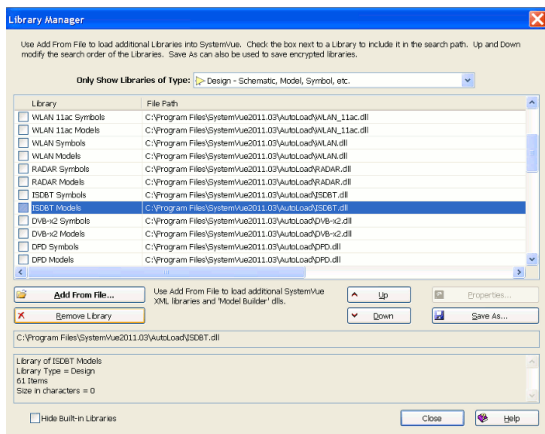 Library Manager
Use Add From File to load additional Libraries into SystemVue. Check the box next to a Library to include it in the search path. Up and Down
modify the search order of the Libraries. Save As can also be used to save encrypted libraries.
Only Show Libraries of Type: Design - Schematic, Model, Symbol, etc.
Library File Path
WLAN 11ac Symbols C:\Program Files\SystemVue2011.03\AutoLoad\WLAN_11ac.dll
WLAN 11ac Models C:\Program Files\SystemVue2011.03\AutoLoad\WLAN_11ac.dll
WLAN Symbols C:\Program Files\SystemVue2011.03\AutoLoad\WLAN.dll
WLAN Models C:\Program Files\SystemVue2011.03\AutoLoad\WLAN.dll
RADAR Symbols C:\Program Files\SystemVue2011.03\AutoLoad\RADAR.dll
RADAR Models C:\Program Files\SystemVue2011.03\AutoLoad\RADAR.dll
ISDBT Symbols C:\Program Files\SystemVue2011.03\AutoLoad\ISDBT.dll
ISDBT Models C:\Program Files\SystemVue2011.03\AutoLoad\ISDBT.dll
DVB-x2 Symbols C:\Program Files\SystemVue2011.03\AutoLoad\DVB-x2.dll
DVB-x2 Models C:\Program Files\SystemVue2011.03\AutoLoad\DVB-x2.dll
DPD Symbols C:\Program Files\SystemVue2011.03\AutoLoad\DPD.dll
DPD Models C:\Program Files\SystemVue2011.03\AutoLoad\DPD.dll
Add From File... Use Add From File to load additional SystemVue Up Properties...
XML libraries and 'Model Builder' dlls.
Remove Library Down Save As...
C:\Program Files\SystemVue2011.03\AutoLoad\ISDBT.dll
Library of ISDBT Models
Library Type = Design
61 Items
Size in characters = 0
Hide Built-in Libraries Close Help